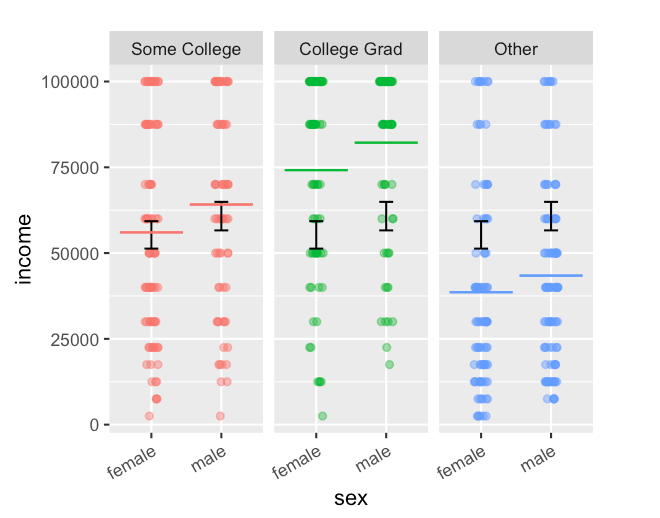 Some College
College Grad
Other
100000
75000
50000
25000
0
income
female
male
female
male
female
male
sex